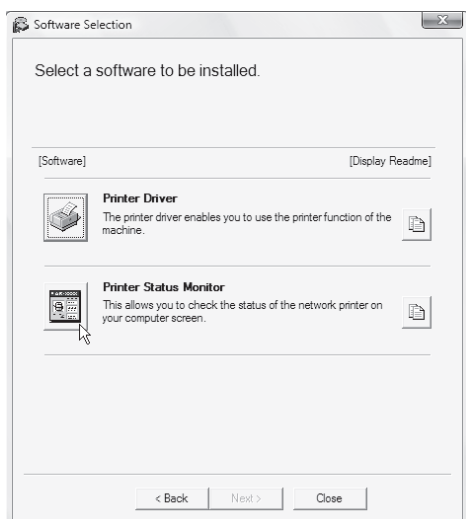 Software Selection
Select a software to be installed.
[Software] [Display Readme]
Printer Driver
The printer driver enables you to use the printer function of the
machine.
Printer Status Monitor
This allows you to check the status of the network printer on
your computer screen.
< Back Next > Close